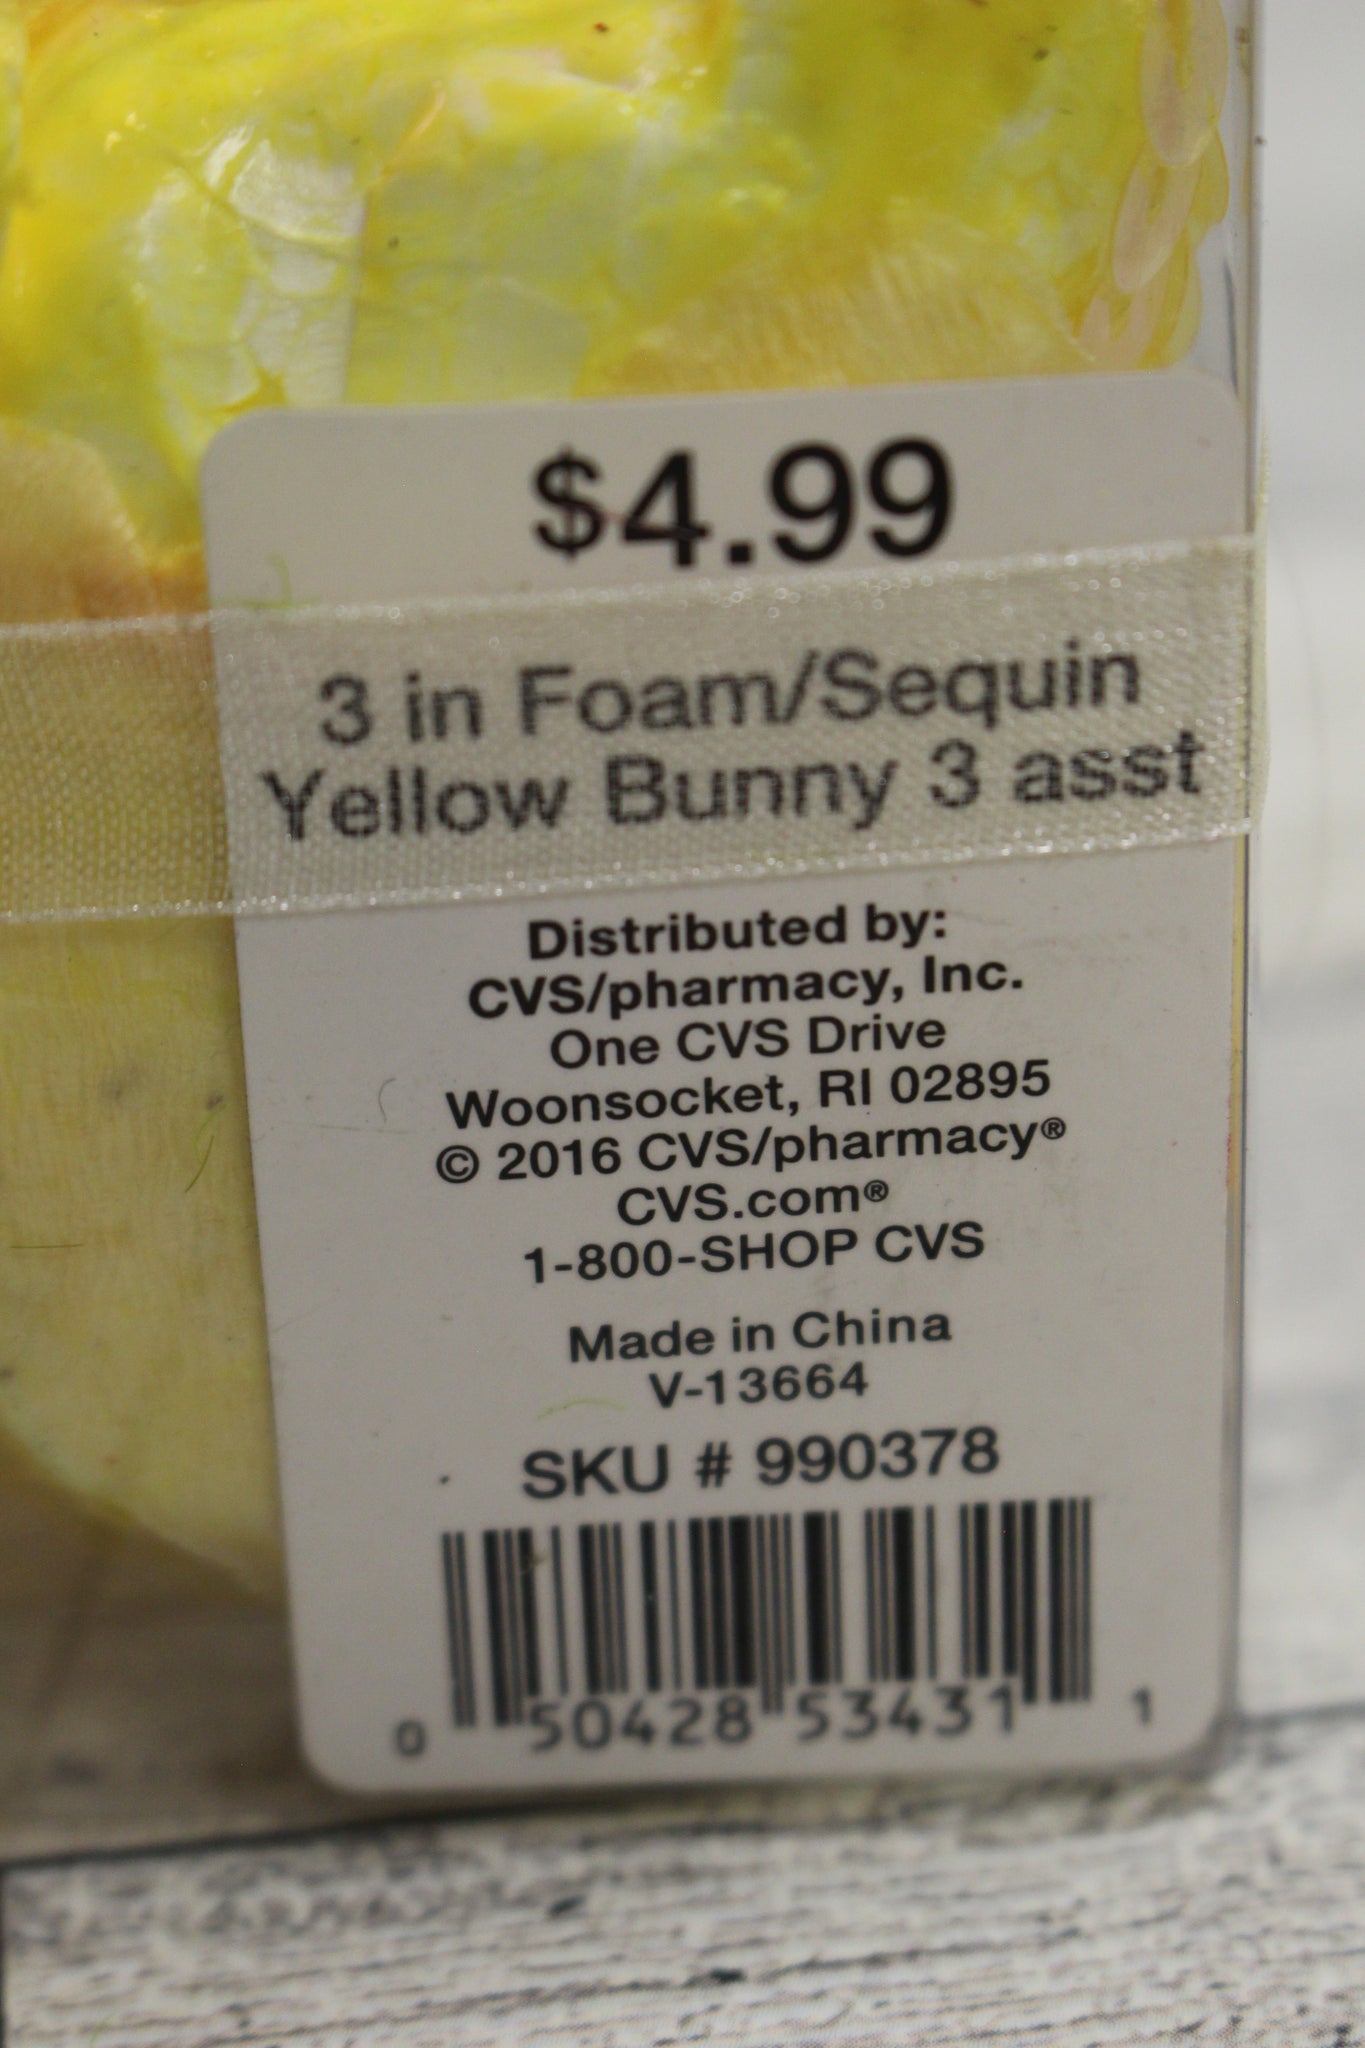 $4.99
3 in Foam/Sequin
Yellow Bunny 3 asst
Distributed by:
CVS/pharmacy, Inc.
One CVS Drive
Woonsocket, RI 02895
© 2016 CVS/pharmacy®
CVS.com®
1-800-SHOP CVS
Made in China
V-13664
SKU # 990378
0 50428 53431 1